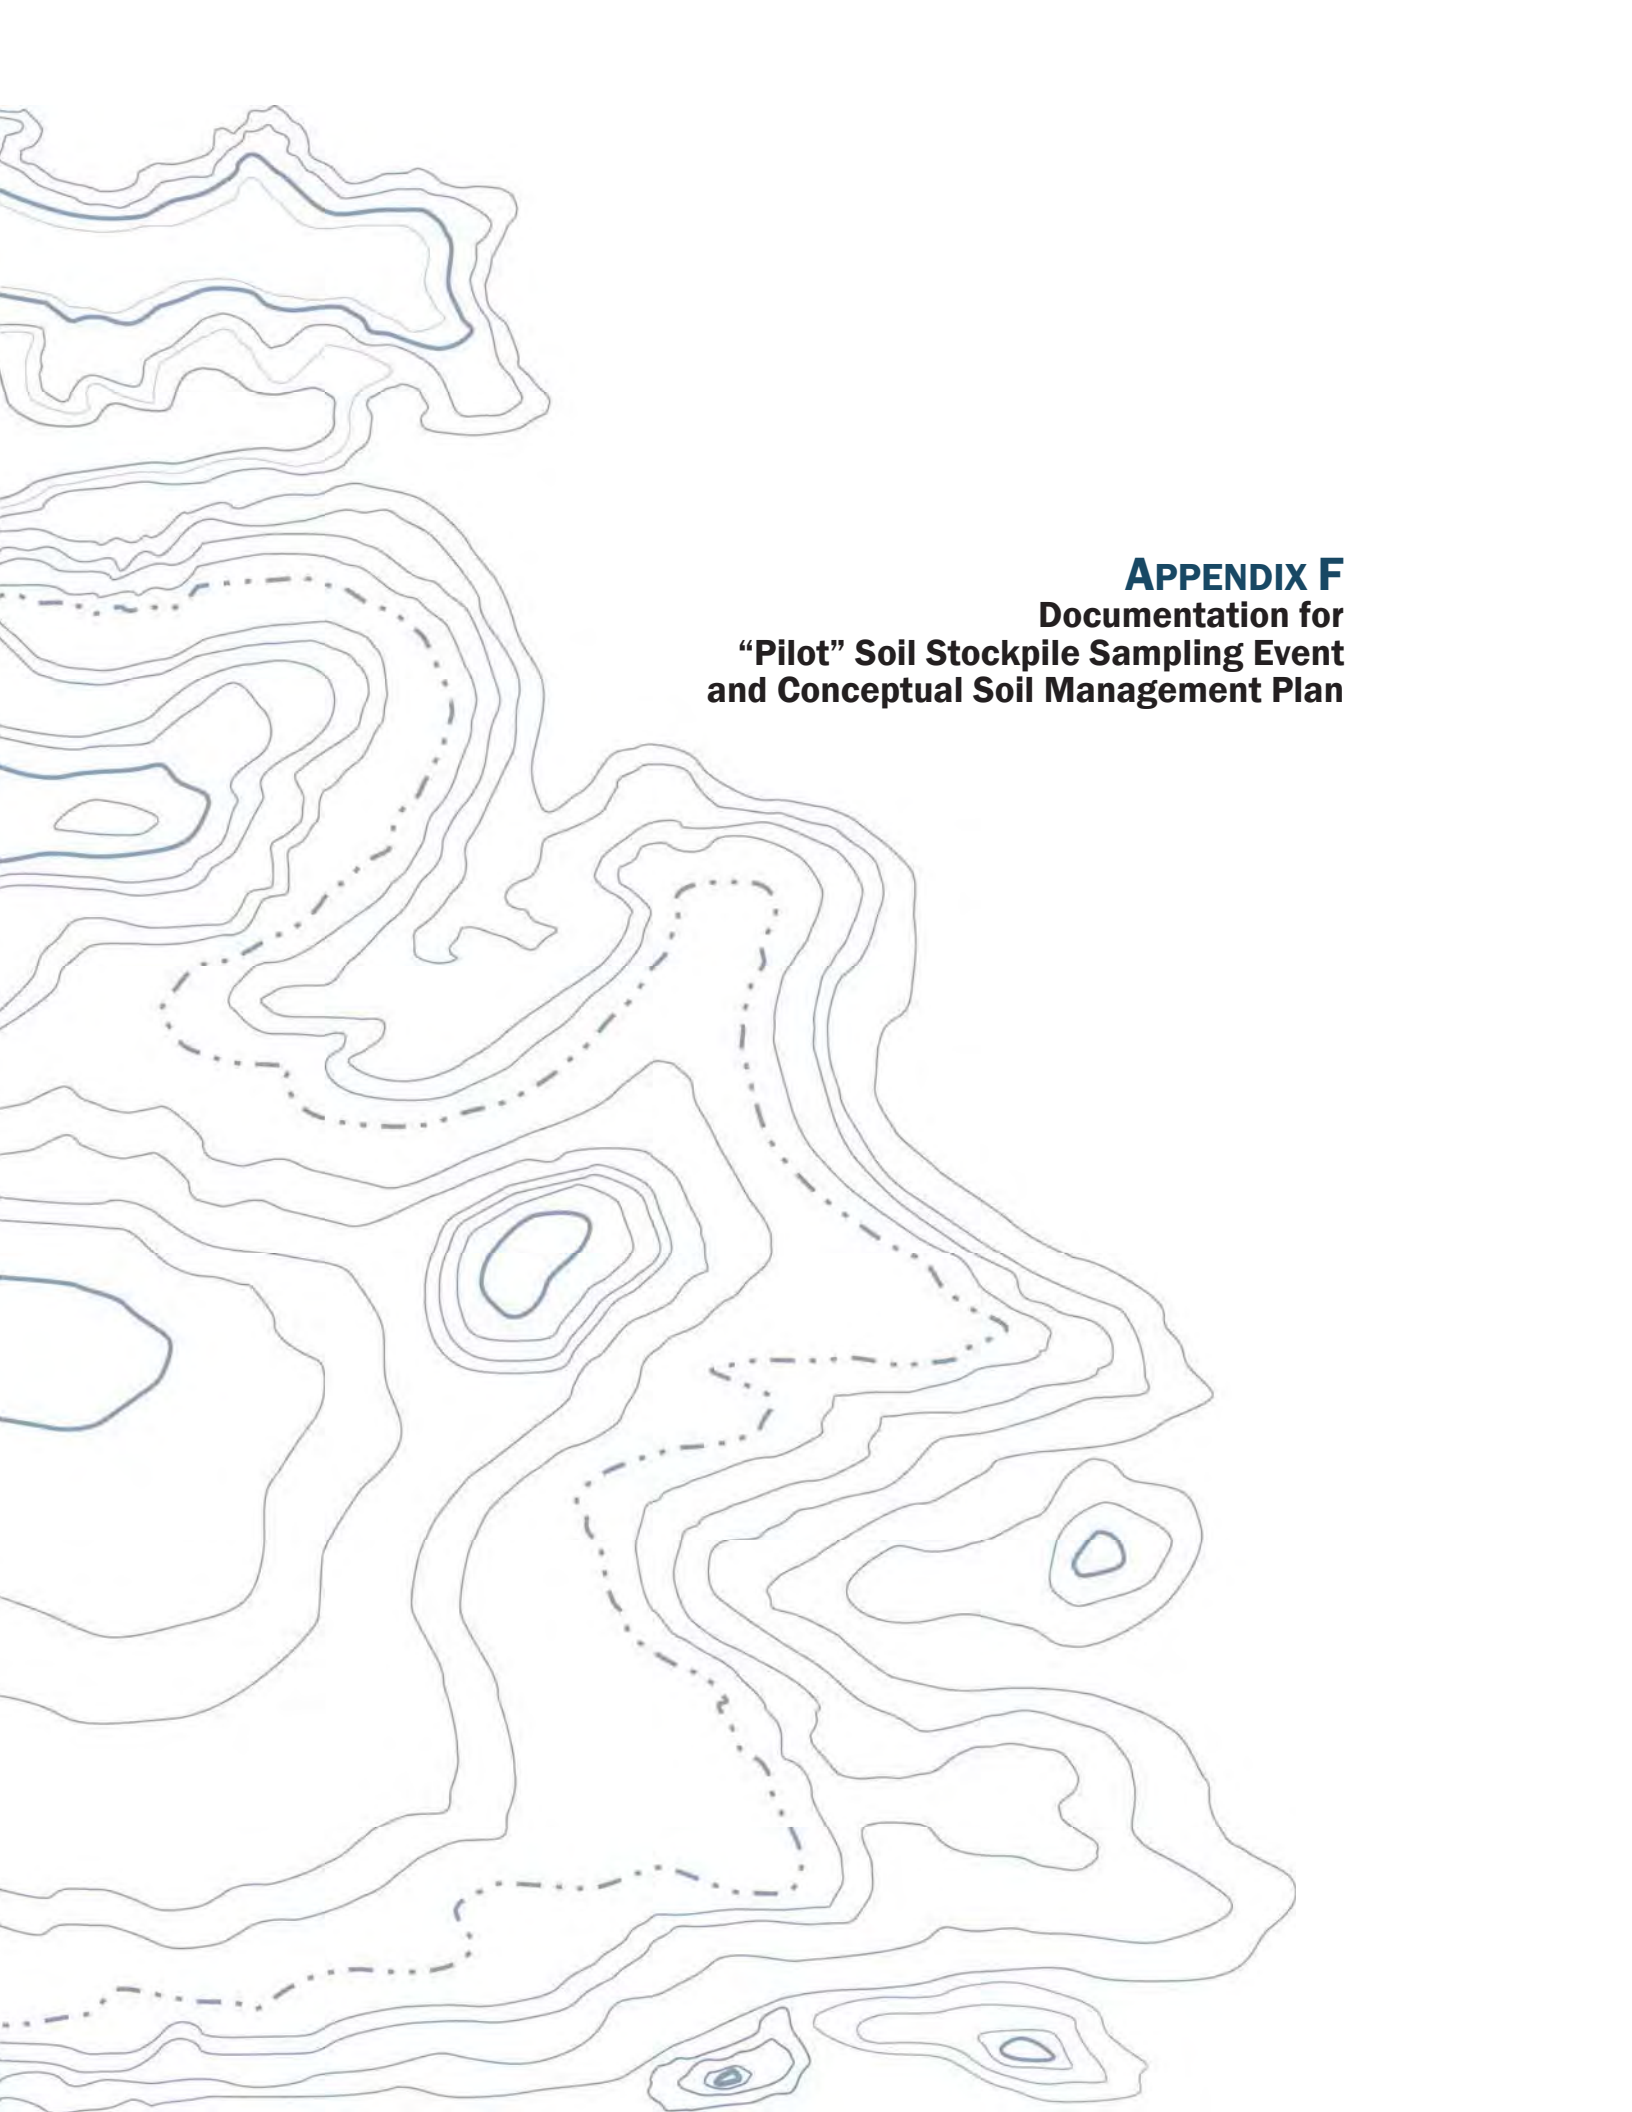 APPENDIX F
Documentation for
“Pilot” Soil Stockpile Sampling Event
and Conceptual Soil Management Plan